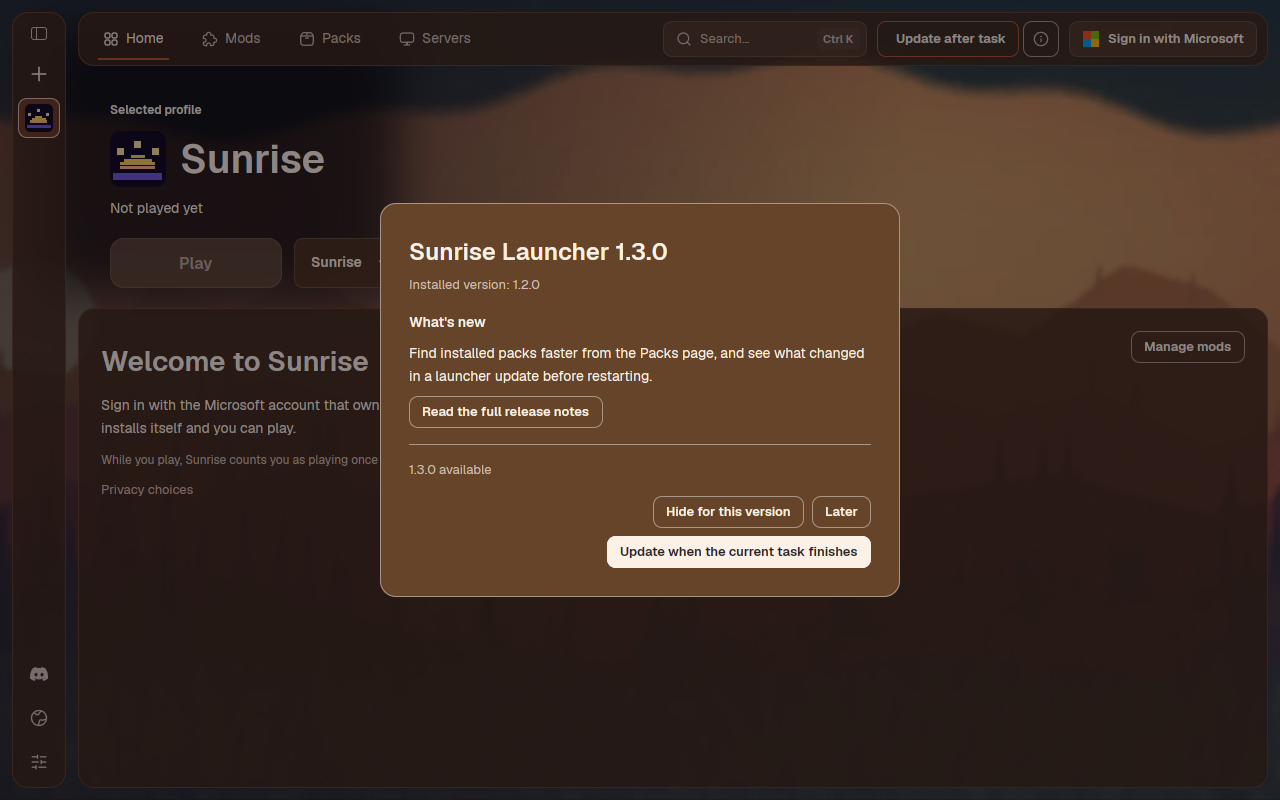 Home
Mods
Packs
Servers
Search...
Ctrl K
Update after task
Sign in with Microsoft
Selected profile
Sunrise
Not played yet
Play
Sunrise
Sunrise Launcher 1.3.0
Installed version: 1.2.0
What's new
Find installed packs faster from the Packs page, and see what changed
in a launcher update before restarting.
Read the full release notes
1.3.0 available
Hide for this version
Later
Update when the current task finishes
Welcome to Sunrise
Manage mods
Sign in with the Microsoft account that own
installs itself and you can play.
While you play, Sunrise counts you as playing once
Privacy choices